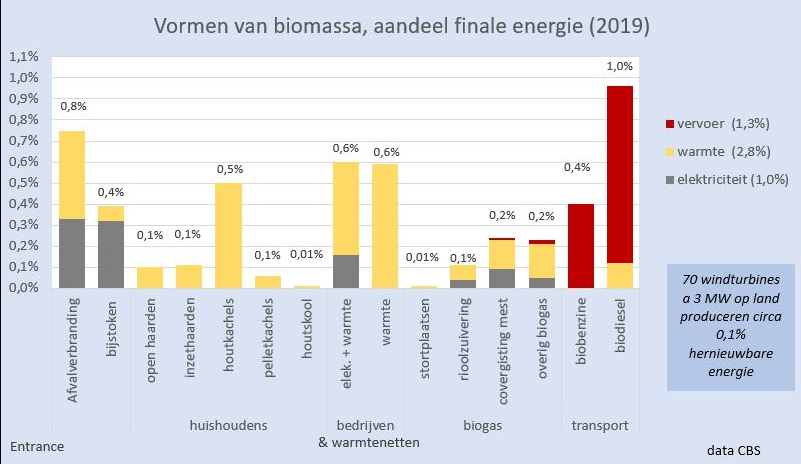 Vormen van biomassa, aandeel finale energie (2019)
1,1%
1,0%
0,9%
0,8%
0,7%
0,6%
0,5%
0,4%
0,3%
0,2%
0,1%
0,0%
0,8%
0,4%
0,1%
0,1%
0,5%
0,1%
0,01%
0,6%
0,6%
0,01%
0,1%
0,2%
0,2%
0,4%
1,0%
vervoer (1,3%)
warmte (2,8%)
elektriciteit (1,0%)
70 windturbines
a 3 MW op land
produceren circa
0,1%
hernieuwbare
energie
Afvalverbranding
bijstoken
open haarden
inzethaarden
houtkachels
pelletkachels
houtskool
elek. + warmte
warmte
stortplaatsen
rioolzuivering
covergisting mest
overig biogas
biobenzine
biodiesel
huishoudens
bedrijven
& warmtenetten
biogas
transport
Entrance
data CBS